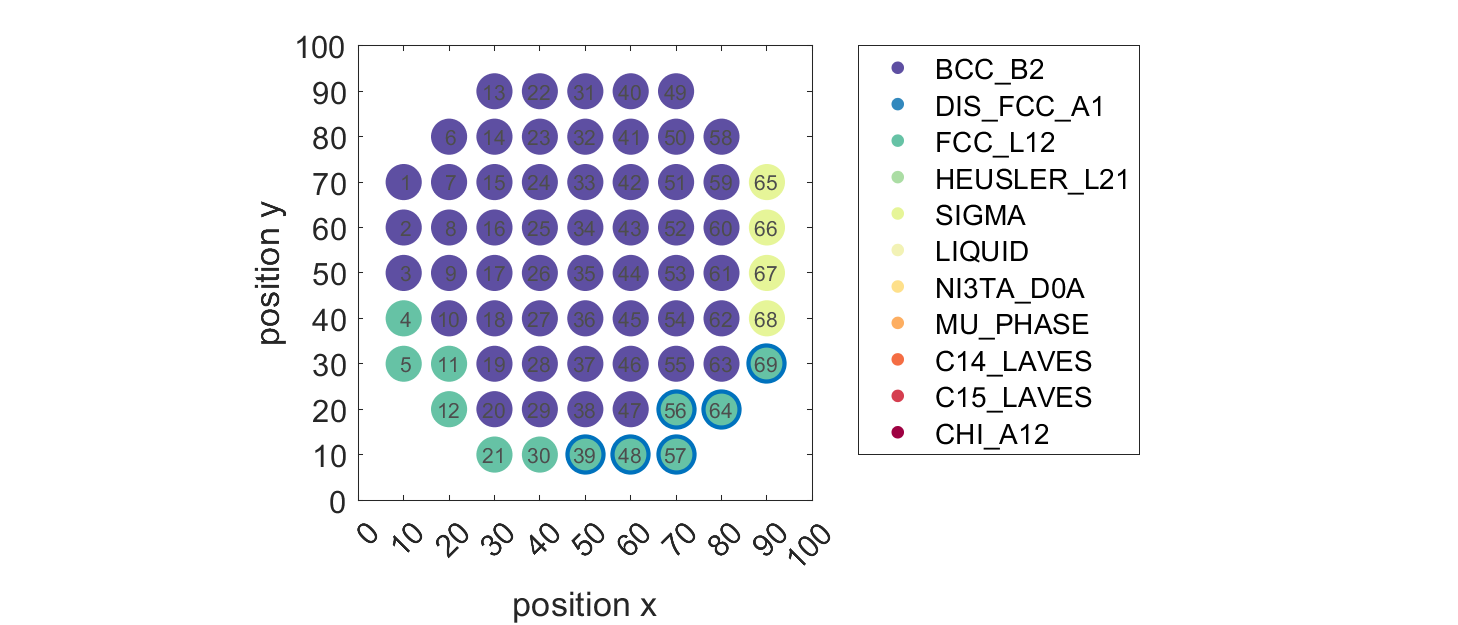 100
90
80
70
60
50
40
30
20
10
0
position y
13 22 31 40 49
6 14 23 32 41 50 58
1 7 15 24 33 42 51 59 65
2 8 16 25 34 43 52 60 66
3 9 17 26 35 44 53 61 67
4 10 18 27 36 45 54 62 68
5 11 19 28 37 46 55 63 69
12 20 29 38 47 56 64
21 30 39 48 57
0 10 20 30 40 50 60 70 80 90 100
position x
BCC_B2
DIS_FCC_A1
FCC_L12
HEUSLER_L21
SIGMA
LIQUID
NI3TA_D0A
MU_PHASE
C14_LAVES
C15_LAVES
CHI_A12